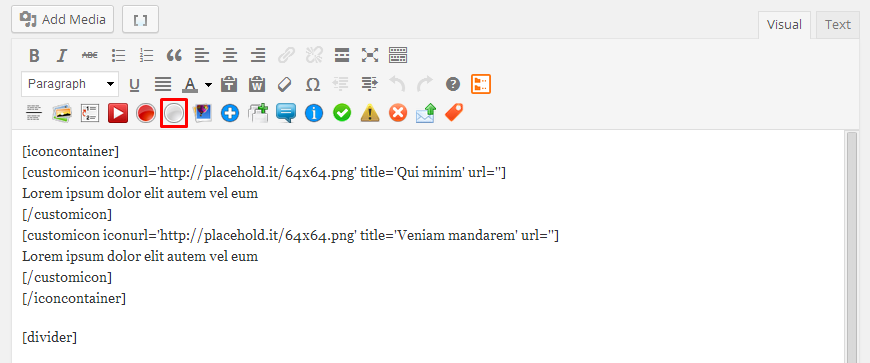 Add Media [ ]
Visual Text
B I ABC
Paragraph U A T W Ω ?
[iconcontainer]
[customicon iconurl='http://placehold.it/64x64.png' title='Qui minim' url='']
Lorem ipsum dolor elit autem vel eum
[/customicon]
[customicon iconurl='http://placehold.it/64x64.png' title='Veniam mandarem' url='']
Lorem ipsum dolor elit autem vel eum
[/customicon]
[/iconcontainer]
[divider]